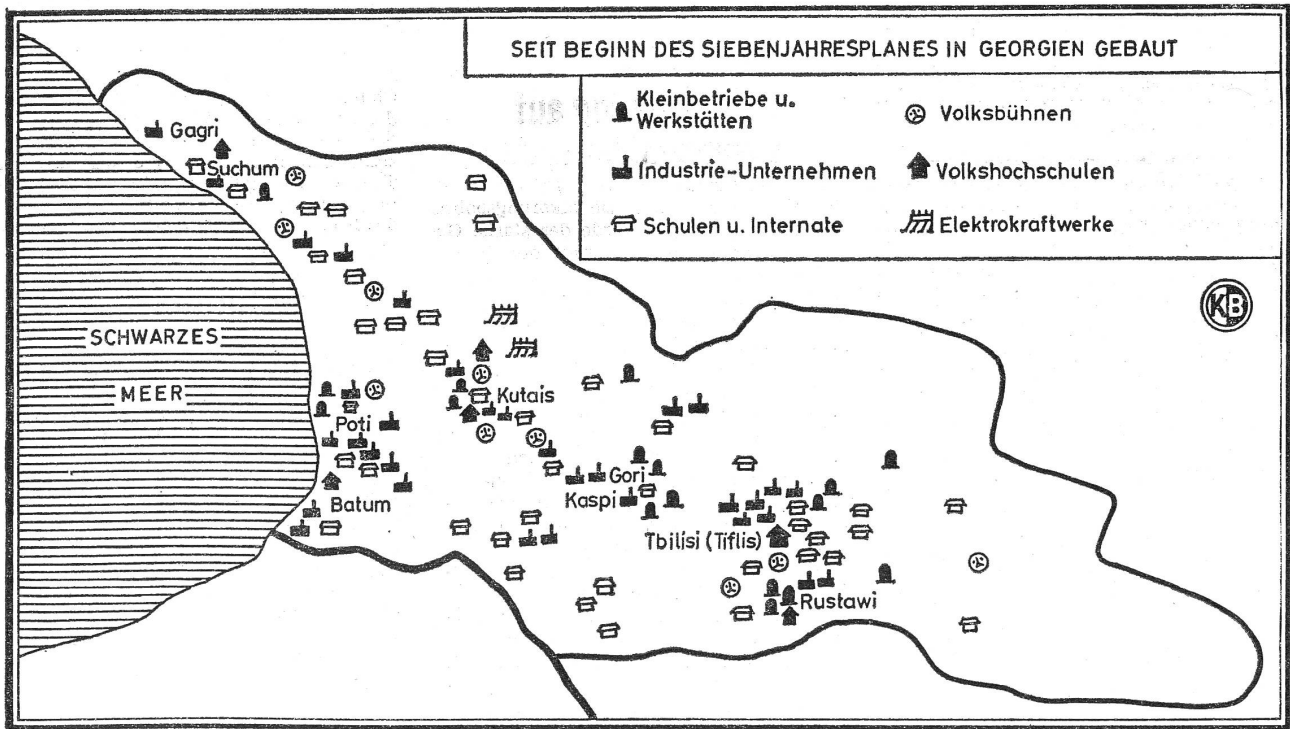 SEIT BEGINN DES SIEBENJAHRESPLANES IN GEORGIEN GEBAUT
Kleinbetriebe u.
Werkstätten
Volksbühnen
Industrie-Unternehmen
Volkshochschulen
Schulen u. Internate
Elektrokraftwerke
KB
Gagri
Suchum
SCHWARZES
MEER
Kutais
Poti
Gori
Kaspi
Batum
Tbilisi (Tiflis)
Rustawi